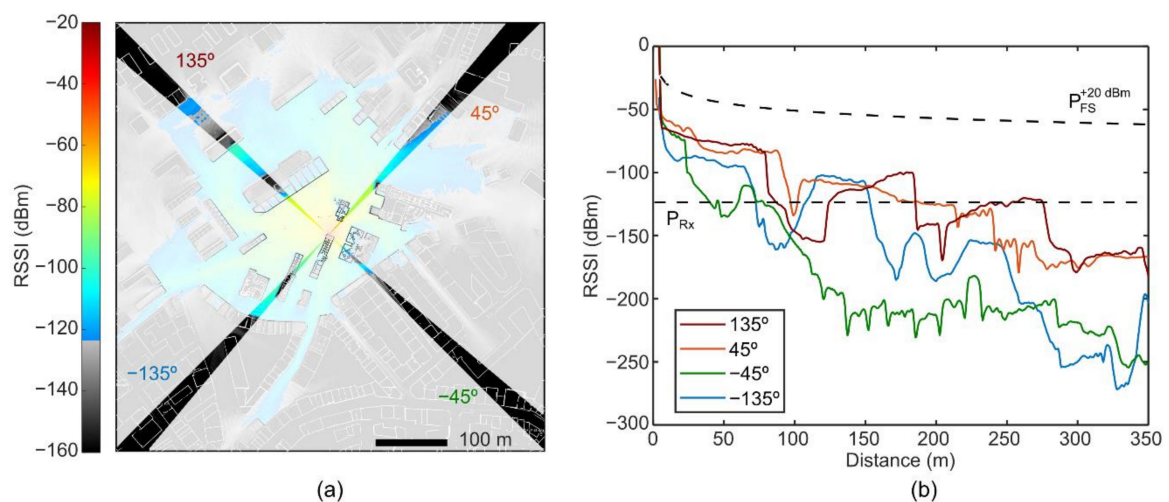 −20
−40
−60
−80
−100
−120
−140
−160
RSSI (dBm)
135º
45º
−135º
−45º
100 m
(a)
0
−50
−100
−150
−200
−250
−300
RSSI (dBm)
P_FS^+20 dBm
P_Rx
135º
45º
−45º
−135º
0 50 100 150 200 250 300 350
Distance (m)
(b)